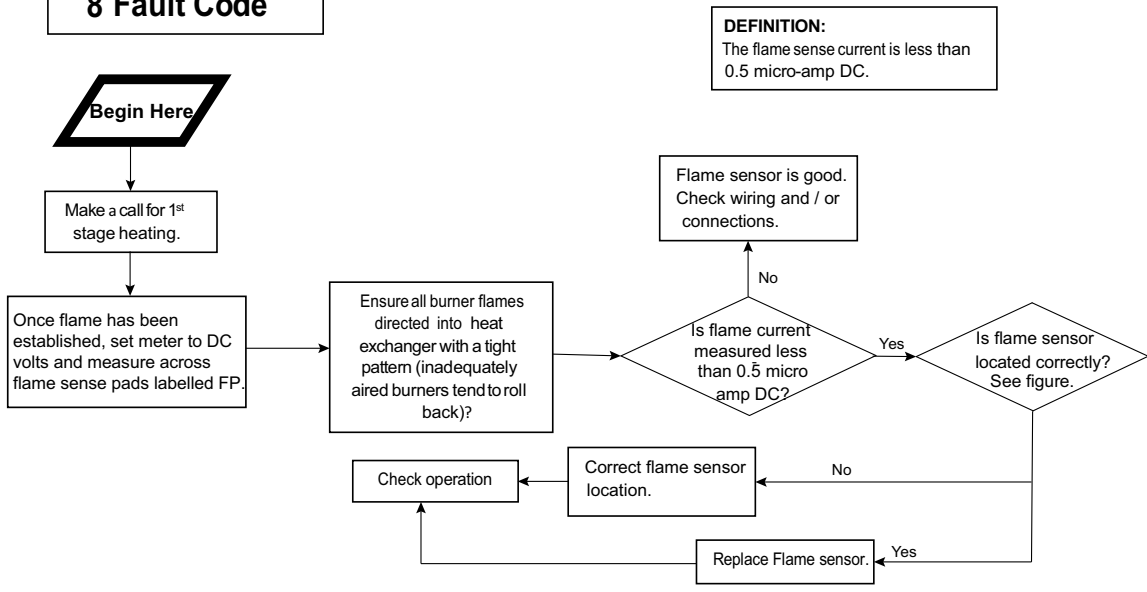 8 Fault Code
DEFINITION:
The flame sense current is less than
0.5 micro-amp DC.
Begin Here
Make a call for 1st
stage heating.
Once flame has been
established, set meter to DC
volts and measure across
flame sense pads labelled FP.
Ensure all burner flames
directed into heat
exchanger with a tight
pattern (inadequately
aired burners tend to roll
back)?
Flame sensor is good.
Check wiring and / or
connections.
No
Is flame current
measured less
than 0.5 micro
amp DC?
Yes
Is flame sensor
located correctly?
See figure.
No
Correct flame sensor
location.
Check operation
Yes
Replace Flame sensor.